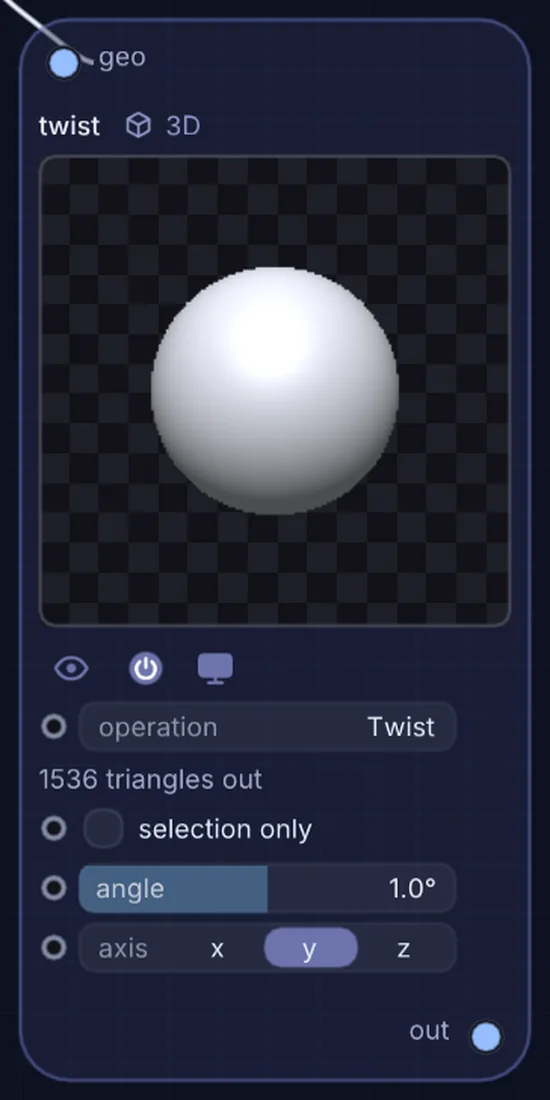 geo
twist 3D
operation Twist
1536 triangles out
selection only
angle 1.0°
axis x y z
out